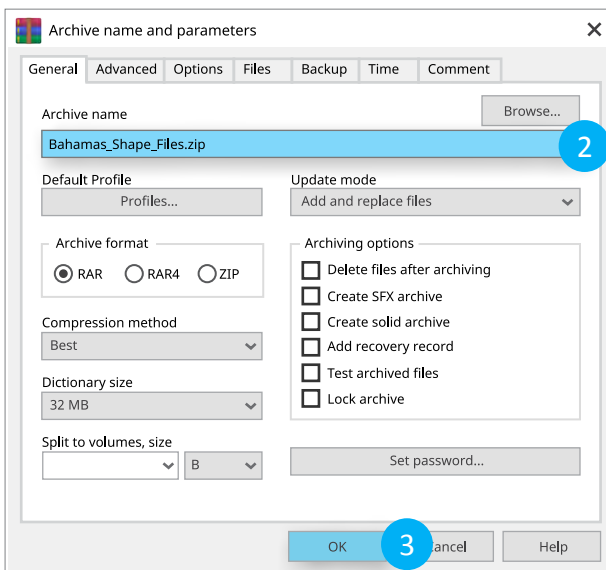 Archive name and parameters
General Advanced Options Files Backup Time Comment
Archive name
Browse...
Bahamas_Shape_Files.zip
2
Default Profile
Update mode
Profiles...
Add and replace files
Archive format
RAR RAR4 ZIP
Archiving options
Delete files after archiving
Create SFX archive
Create solid archive
Add recovery record
Test archived files
Lock archive
Compression method
Best
Dictionary size
32 MB
Split to volumes, size
B
Set password...
OK 3 ancel Help